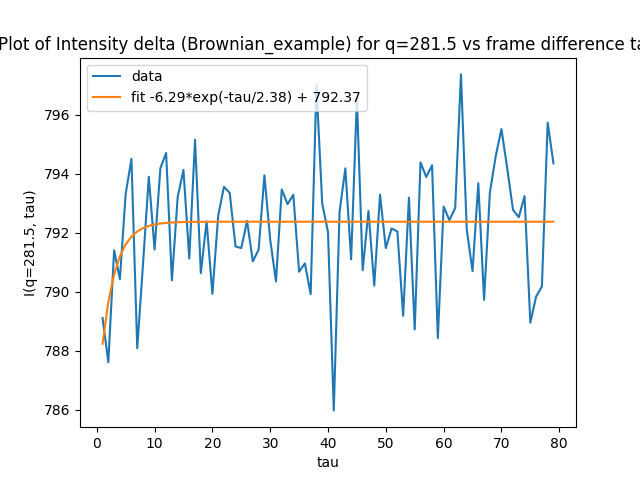 Plot of Intensity delta (Brownian_example) for q=281.5 vs frame difference ta
data
fit -6.29*exp(-tau/2.38) + 792.37
I(q=281.5, tau)
796
794
792
790
788
786
0 10 20 30 40 50 60 70 80
tau